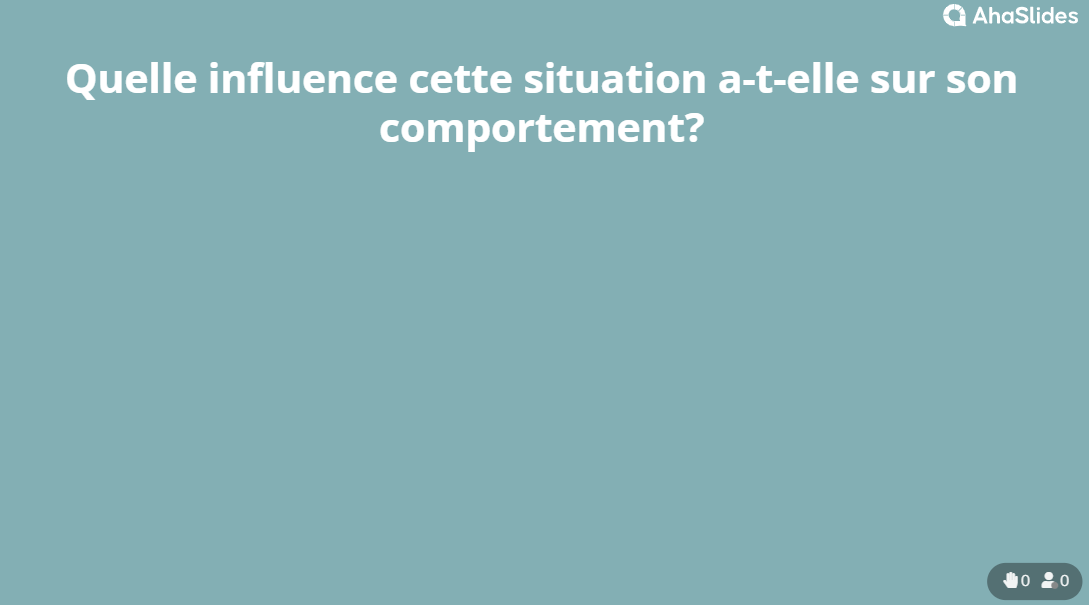 AhaSlides
Quelle influence cette situation a-t-elle sur son
comportement?
0 0